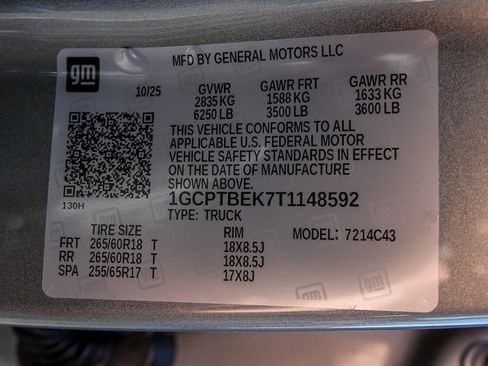 gm
MFD BY GENERAL MOTORS LLC
10/25
GVWR GAWR FRT GAWR RR
2835 KG 1588 KG 1633 KG
6250 LB 3500 LB 3600 LB
THIS VEHICLE CONFORMS TO ALL
APPLICABLE U.S. FEDERAL MOTOR
VEHICLE SAFETY STANDARDS IN EFFECT
ON THE DATE OF MANUFACTURE
SHOWN ABOVE.
130H
1GCPTBEK7T1148592
TYPE: TRUCK
TIRE SIZE RIM MODEL: 7214C43
FRT 265/60R18 T 18X8.5J
RR 265/60R18 T 18X8.5J
SPA 255/65R17 T 17X8J